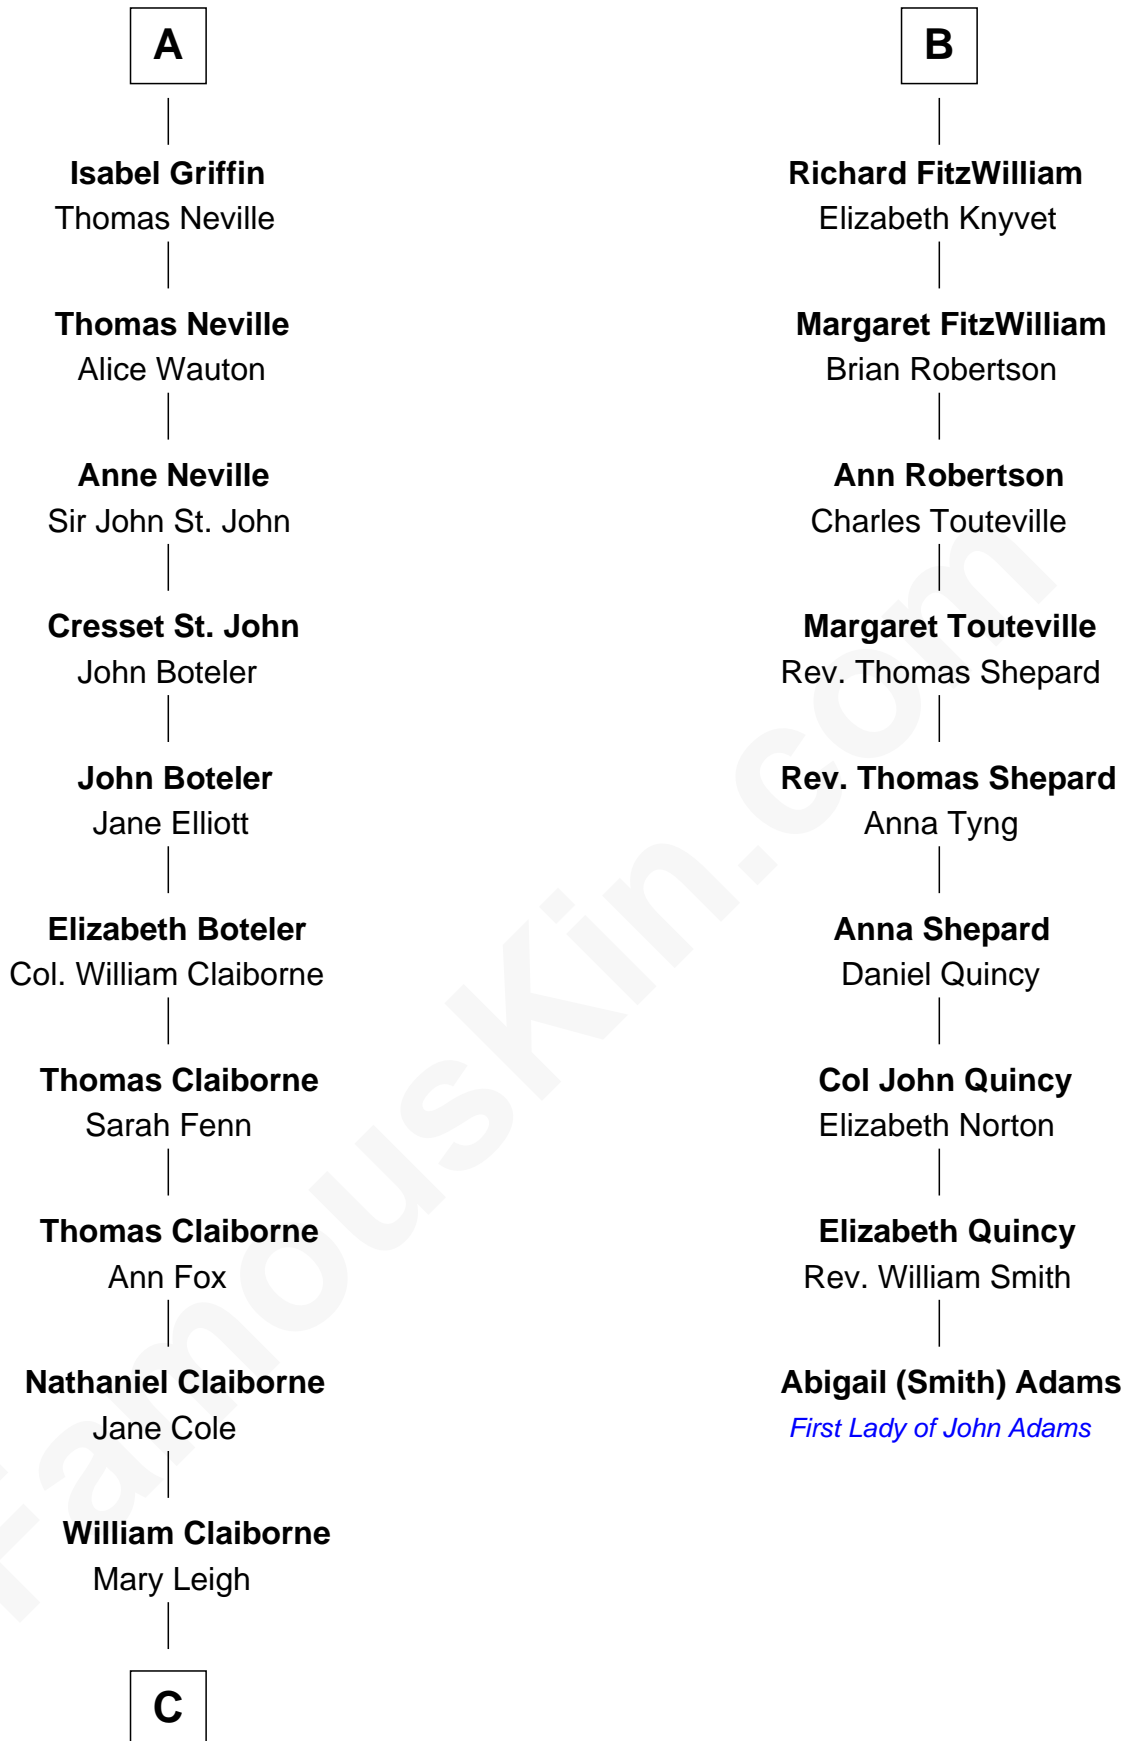 A
Isabel Griffin
Thomas Neville
Thomas Neville
Alice Wauton
Anne Neville
Sir John St. John
Cresset St. John
John Boteler
John Boteler
Jane Elliott
Elizabeth Boteler
Col. William Claiborne
Thomas Claiborne
Sarah Fenn
Thomas Claiborne
Ann Fox
Nathaniel Claiborne
Jane Cole
William Claiborne
Mary Leigh
C
B
Richard FitzWilliam
Elizabeth Knyvet
Margaret FitzWilliam
Brian Robertson
Ann Robertson
Charles Touteville
Margaret Touteville
Rev. Thomas Shepard
Rev. Thomas Shepard
Anna Tyng
Anna Shepard
Daniel Quincy
Col John Quincy
Elizabeth Norton
Elizabeth Quincy
Rev. William Smith
Abigail (Smith) Adams
First Lady of John Adams
FamousKin.com